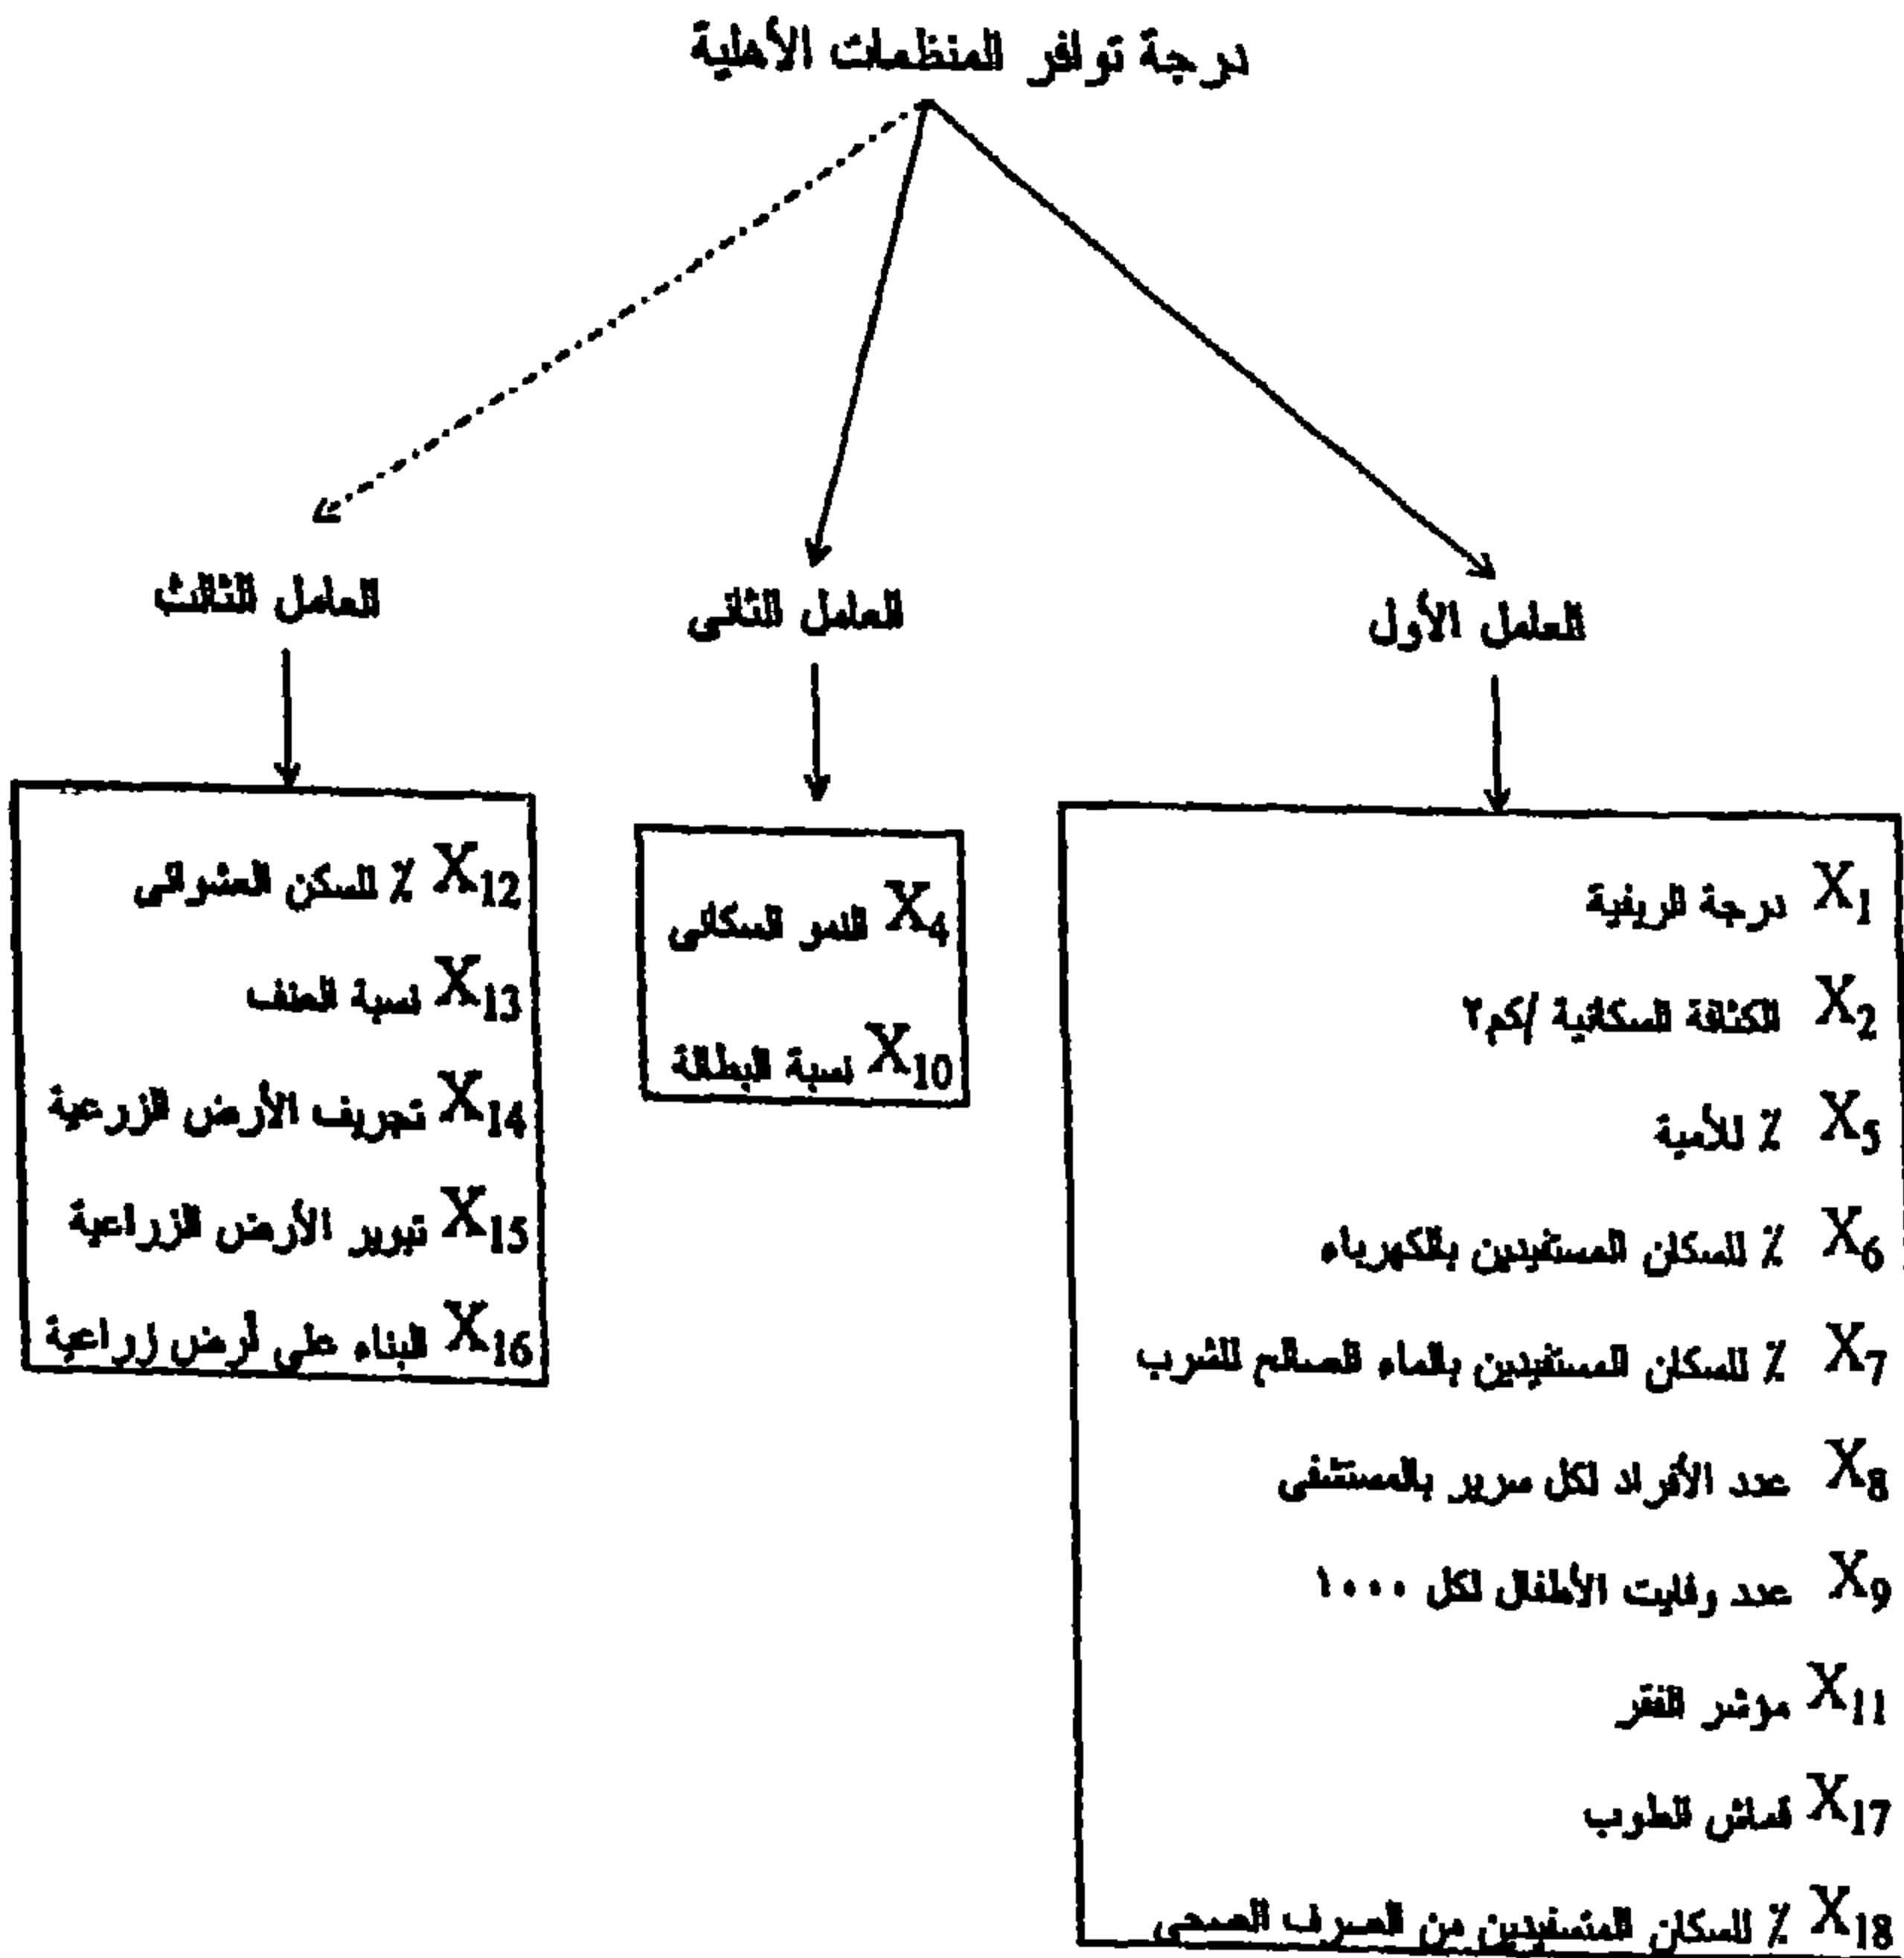 درجة توافر المنظمات الأهلية
العامل الأول
العامل الثانى
العامل الثالث
X1 درجة الريفية
X2 الكثافة السكانية /كم٢
X5 ٪ للأمية
X6 ٪ للسكان المستفيدين بالكهرباء
X7 ٪ للسكان المستفيدين بالماء الصالح للشرب
X8 عدد الأفراد لكل سرير بالمستشفى
X9 عدد وفيات الأطفال لكل ١٠٠٠
X11 مؤشر الفقر
X17 قمائن الطوب
X18 ٪ للسكان المستفيدين من الصرف الصحى
X4 النمو السكانى
X10 نسبة البطالة
X12 ٪ للسكن العشوائى
X13 نسبة العنف
X14 تجريف الأرض الزرعية
X15 تبوير الأرض الزراعية
X16 البناء على أرض زراعية